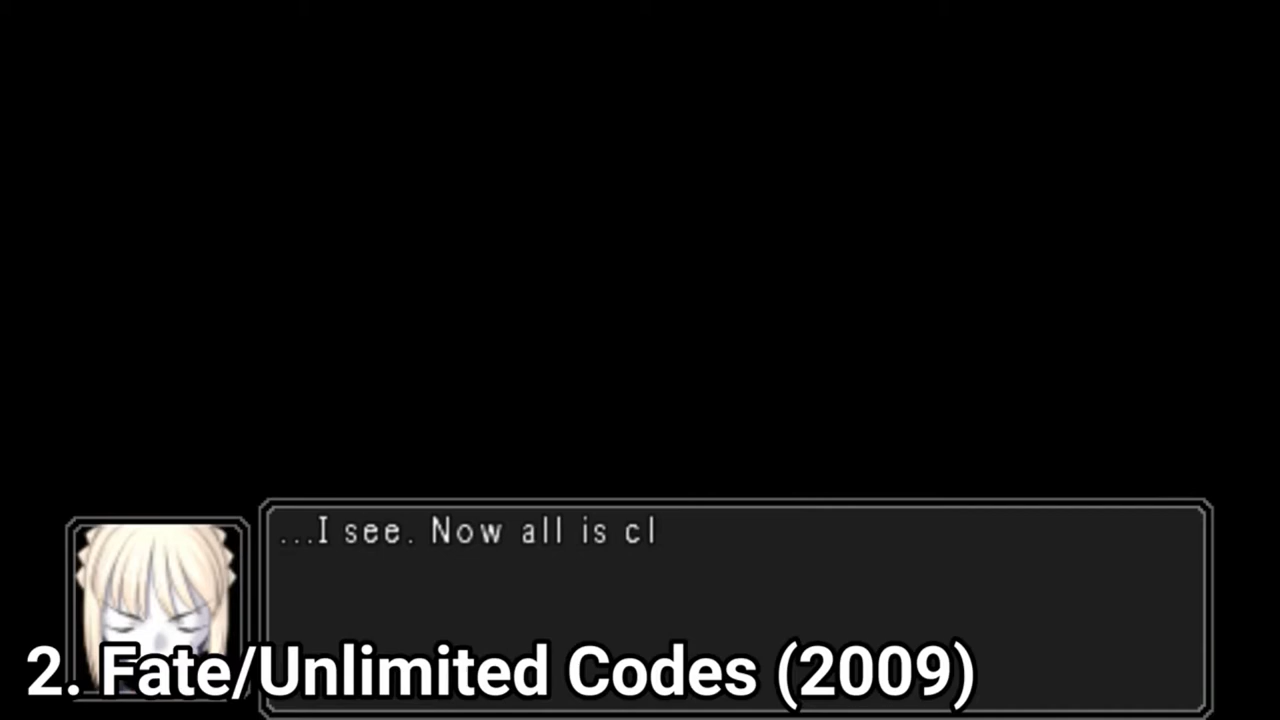 ...I see. Now all is cl
2. Fate/Unlimited Codes (2009)